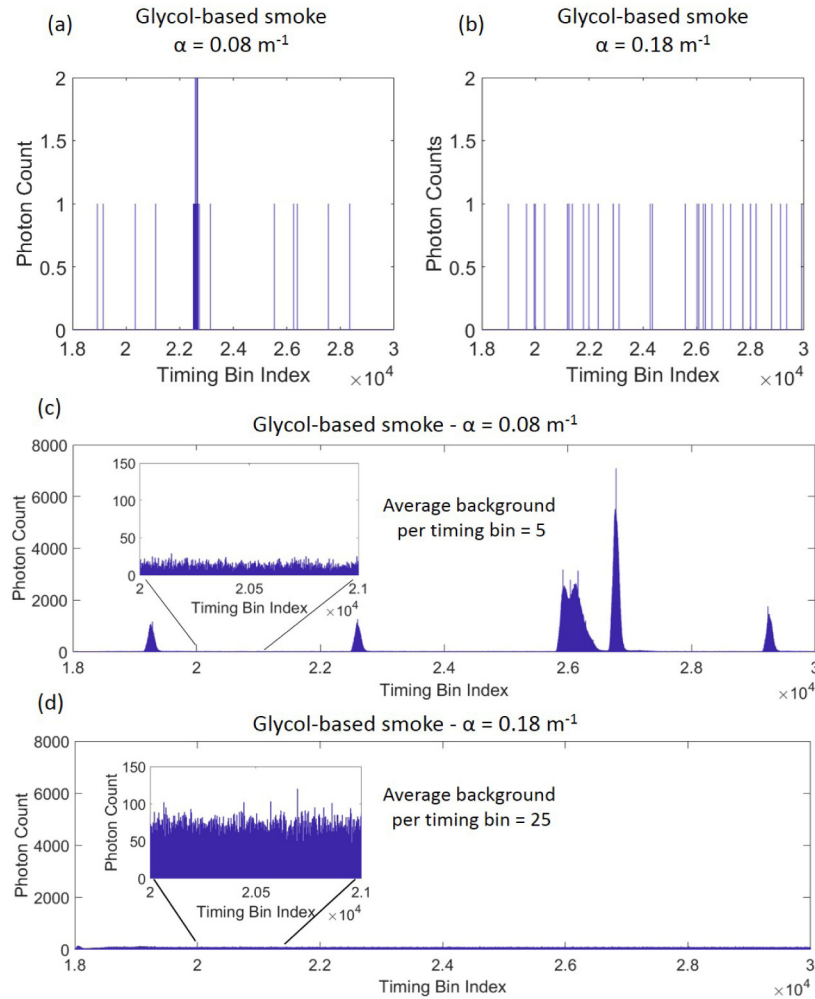 (a)
Glycol-based smoke
α = 0.08 m⁻¹
Photon Count
2
1.5
1
0.5
0
1.8
2
2.2
2.4
2.6
2.8
3
Timing Bin Index
×10⁴
(b)
Glycol-based smoke
α = 0.18 m⁻¹
Photon Counts
2
1.5
1
0.5
0
1.8
2
2.2
2.4
2.6
2.8
3
Timing Bin Index
×10⁴
(c)
Glycol-based smoke - α = 0.08 m⁻¹
Photon Count
8000
6000
4000
2000
0
150
100
50
0
Photon Count
2
2.05
2.1
Timing Bin Index
×10⁴
Average background
per timing bin = 5
1.8
2
2.2
2.4
2.6
2.8
3
Timing Bin Index
×10⁴
(d)
Glycol-based smoke - α = 0.18 m⁻¹
Photon Count
8000
6000
4000
2000
0
150
100
50
0
Photon Count
2
2.05
2.1
Timing Bin Index
×10⁴
Average background
per timing bin = 25
1.8
2
2.2
2.4
2.6
2.8
3
Timing Bin Index
×10⁴